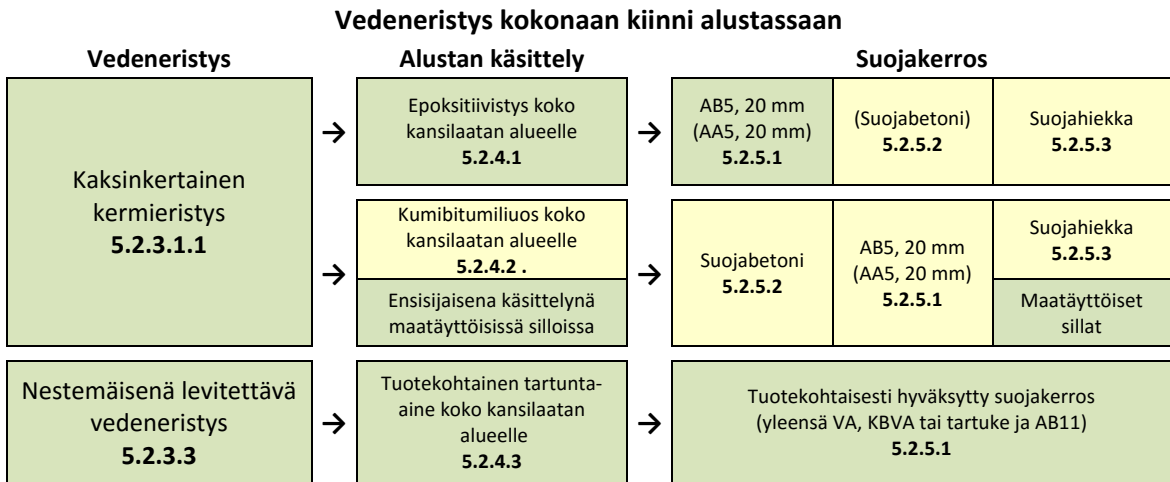 Vedeneristys kokonaan kiinni alustassaan
Vedeneristys
Alustan käsittely
Suojakerros
Kaksinkertainen
kermieristys
5.2.3.1.1
→
Epoksitiivistys koko
kansilaatan alueelle
5.2.4.1
→
AB5, 20 mm
(AA5, 20 mm)
5.2.5.1
(Suojabetoni)
5.2.5.2
Suojahiekka
5.2.5.3
→
Kumibitumiliuos koko
kansilaatan alueelle
5.2.4.2 .
Ensisijaisena käsittelynä
maatäyttöisissä silloissa
→
Suojabetoni
5.2.5.2
AB5, 20 mm
(AA5, 20 mm)
5.2.5.1
Suojahiekka
5.2.5.3
Maatäyttöiset
sillat
Nestemäisenä levitettävä
vedeneristys
5.2.3.3
→
Tuotekohtainen tartunta-
aine koko kansilaatan
alueelle
5.2.4.3
→
Tuotekohtaisesti hyväksytty suojakerros
(yleensä VA, KBVA tai tartuke ja AB11)
5.2.5.1